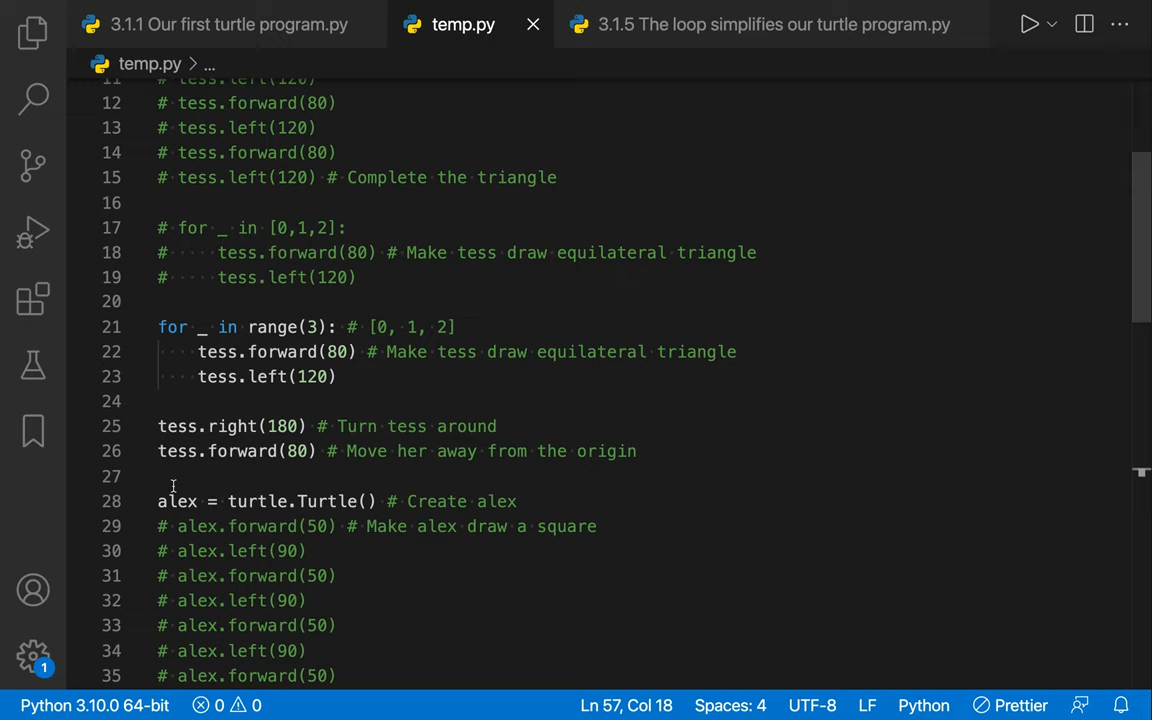 3.1.1 Our first turtle program.py
temp.py
3.1.5 The loop simplifies our turtle program.py
temp.py > ...
11 # tess.left(120)
12 # tess.forward(80)
13 # tess.left(120)
14 # tess.forward(80)
15 # tess.left(120) # Complete the triangle
16
17 # for _ in [0,1,2]:
18 #     tess.forward(80) # Make tess draw equilateral triangle
19 #     tess.left(120)
20
21 for _ in range(3): # [0, 1, 2]
22     tess.forward(80) # Make tess draw equilateral triangle
23     tess.left(120)
24
25 tess.right(180) # Turn tess around
26 tess.forward(80) # Move her away from the origin
27
28 alex = turtle.Turtle() # Create alex
29 # alex.forward(50) # Make alex draw a square
30 # alex.left(90)
31 # alex.forward(50)
32 # alex.left(90)
33 # alex.forward(50)
34 # alex.left(90)
35 # alex.forward(50)
1
Python 3.10.0 64-bit 0 0 Ln 57, Col 18 Spaces: 4 UTF-8 LF Python Prettier